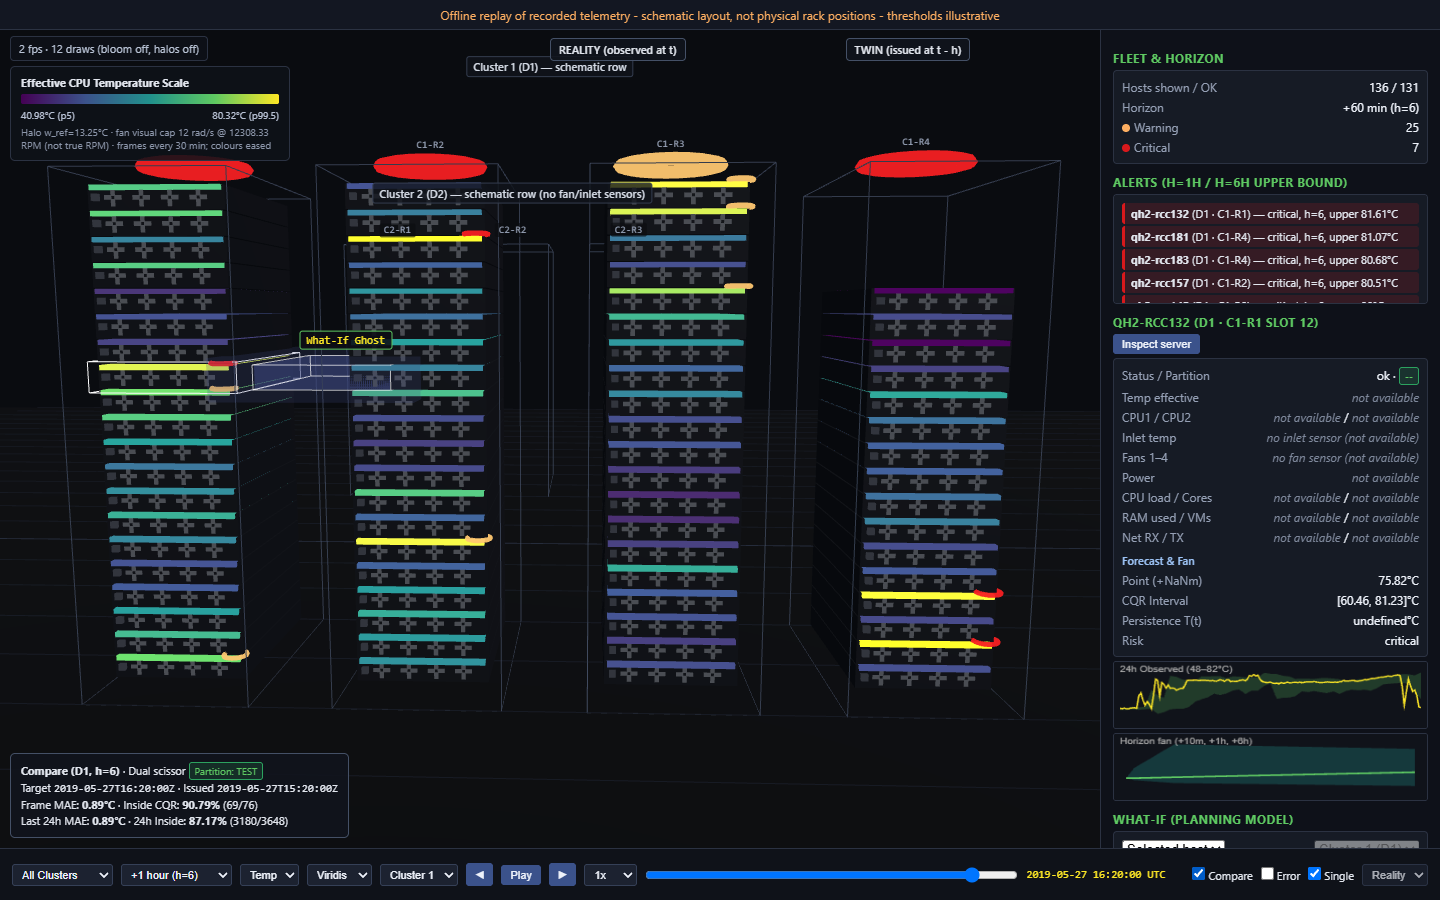 Offline replay of recorded telemetry - schematic layout, not physical rack positions - thresholds illustrative
2 fps · 12 draws (bloom off, halos off)
REALITY (observed at t)
TWIN (issued at t - h)
Cluster 1 (D1) — schematic row
Effective CPU Temperature Scale
40.98°C (p5)
80.32°C (p99.5)
Halo w_ref=13.25°C · fan visual cap 12 rad/s @ 12308.33
RPM (not true RPM) · frames every 30 min; colours eased
C1-R2
C1-R3
C1-R4
Cluster 2 (D2) — schematic row (no fan/inlet sensors)
C2-R1
C2-R2
C2-R3
What-If Ghost
Compare (D1, h=6) · Dual scissor Partition: TEST
Target 2019-05-27T16:20:00Z · Issued 2019-05-27T15:20:00Z
Frame MAE: 0.89°C · Inside CQR: 90.79% (69/76)
Last 24h MAE: 0.89°C · 24h Inside: 87.17% (3180/3648)
FLEET & HORIZON
Hosts shown / OK 136 / 131
Horizon +60 min (h=6)
Warning 25
Critical 7
ALERTS (H=1H / H=6H UPPER BOUND)
qh2-rcc132 (D1 · C1-R1) — critical, h=6, upper 81.61°C
qh2-rcc181 (D1 · C1-R4) — critical, h=6, upper 81.07°C
qh2-rcc183 (D1 · C1-R4) — critical, h=6, upper 80.68°C
qh2-rcc157 (D1 · C1-R2) — critical, h=6, upper 80.51°C
QH2-RCC132 (D1 · C1-R1 SLOT 12)
Inspect server
Status / Partition ok · --
Temp effective not available
CPU1 / CPU2 not available / not available
Inlet temp no inlet sensor (not available)
Fans 1–4 no fan sensor (not available)
Power not available
CPU load / Cores not available / not available
RAM used / VMs not available / not available
Net RX / TX not available / not available
Forecast & Fan
Point (+NaNm) 75.82°C
CQR Interval [60.46, 81.23]°C
Persistence T(t) undefined°C
Risk critical
24h Observed (48–82°C)
Horizon fan (+10m, +1h, +6h)
WHAT-IF (PLANNING MODEL)
All Clusters
+1 hour (h=6)
Temp
Viridis
Cluster 1
◀
Play
▶
1x
2019-05-27 16:20:00 UTC
Compare
Error
Single
Reality